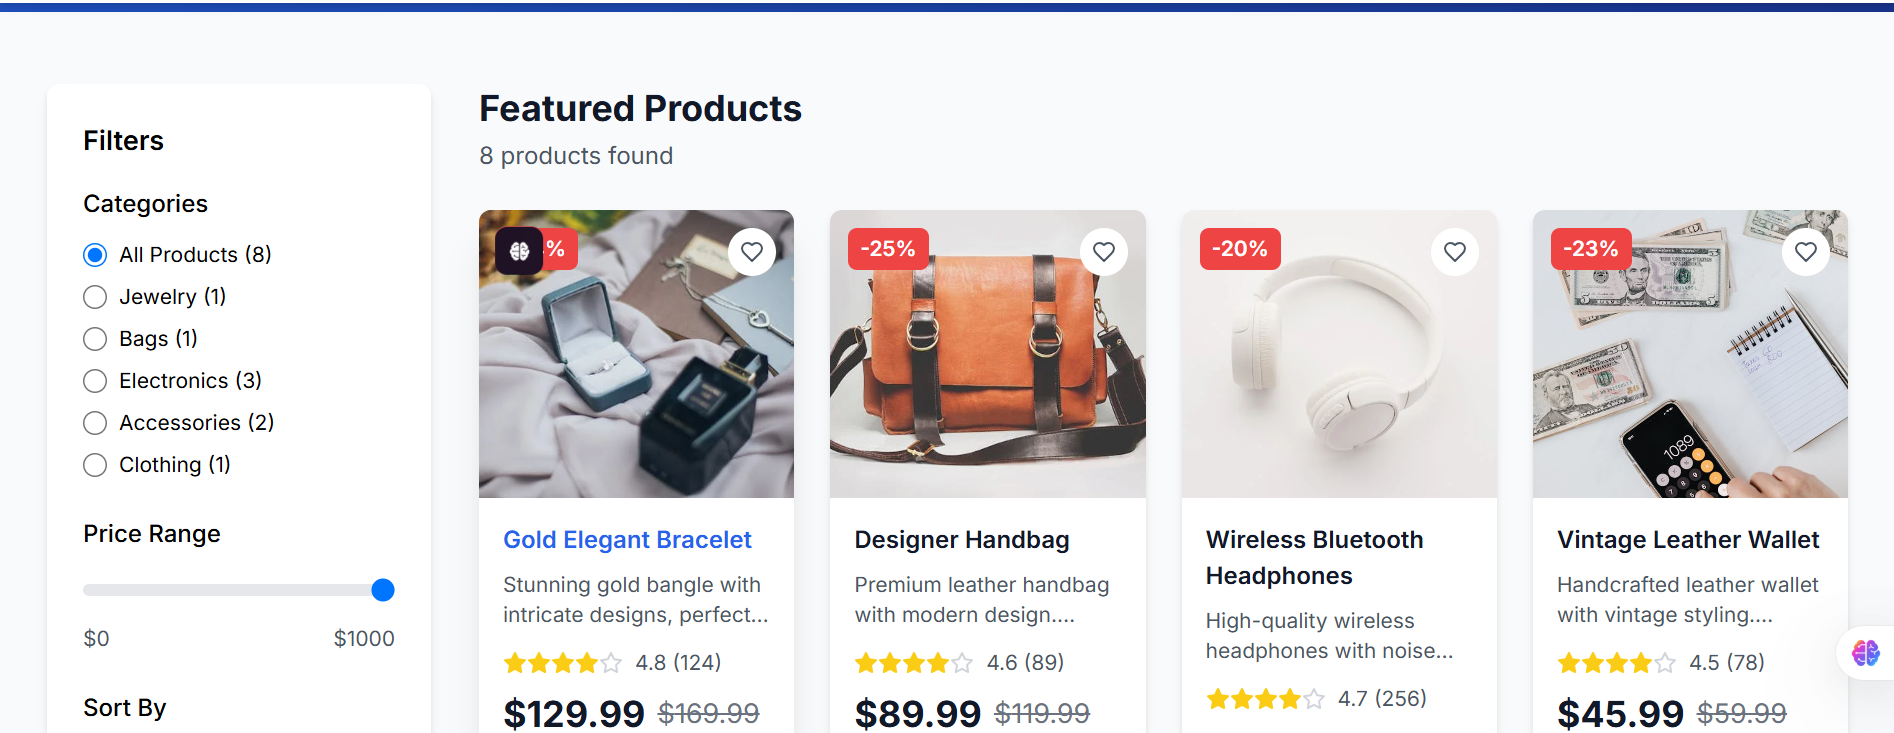 Filters
Categories
All Products (8)
Jewelry (1)
Bags (1)
Electronics (3)
Accessories (2)
Clothing (1)
Price Range
$0 $1000
Sort By
Featured Products
8 products found
%
Gold Elegant Bracelet
Stunning gold bangle with
intricate designs, perfect...
4.8 (124)
$129.99 $169.99
-25%
Designer Handbag
Premium leather handbag
with modern design....
4.6 (89)
$89.99 $119.99
-20%
Wireless Bluetooth
Headphones
High-quality wireless
headphones with noise...
4.7 (256)
-23%
1089
Vintage Leather Wallet
Handcrafted leather wallet
with vintage styling....
4.5 (78)
$45.99 $59.99